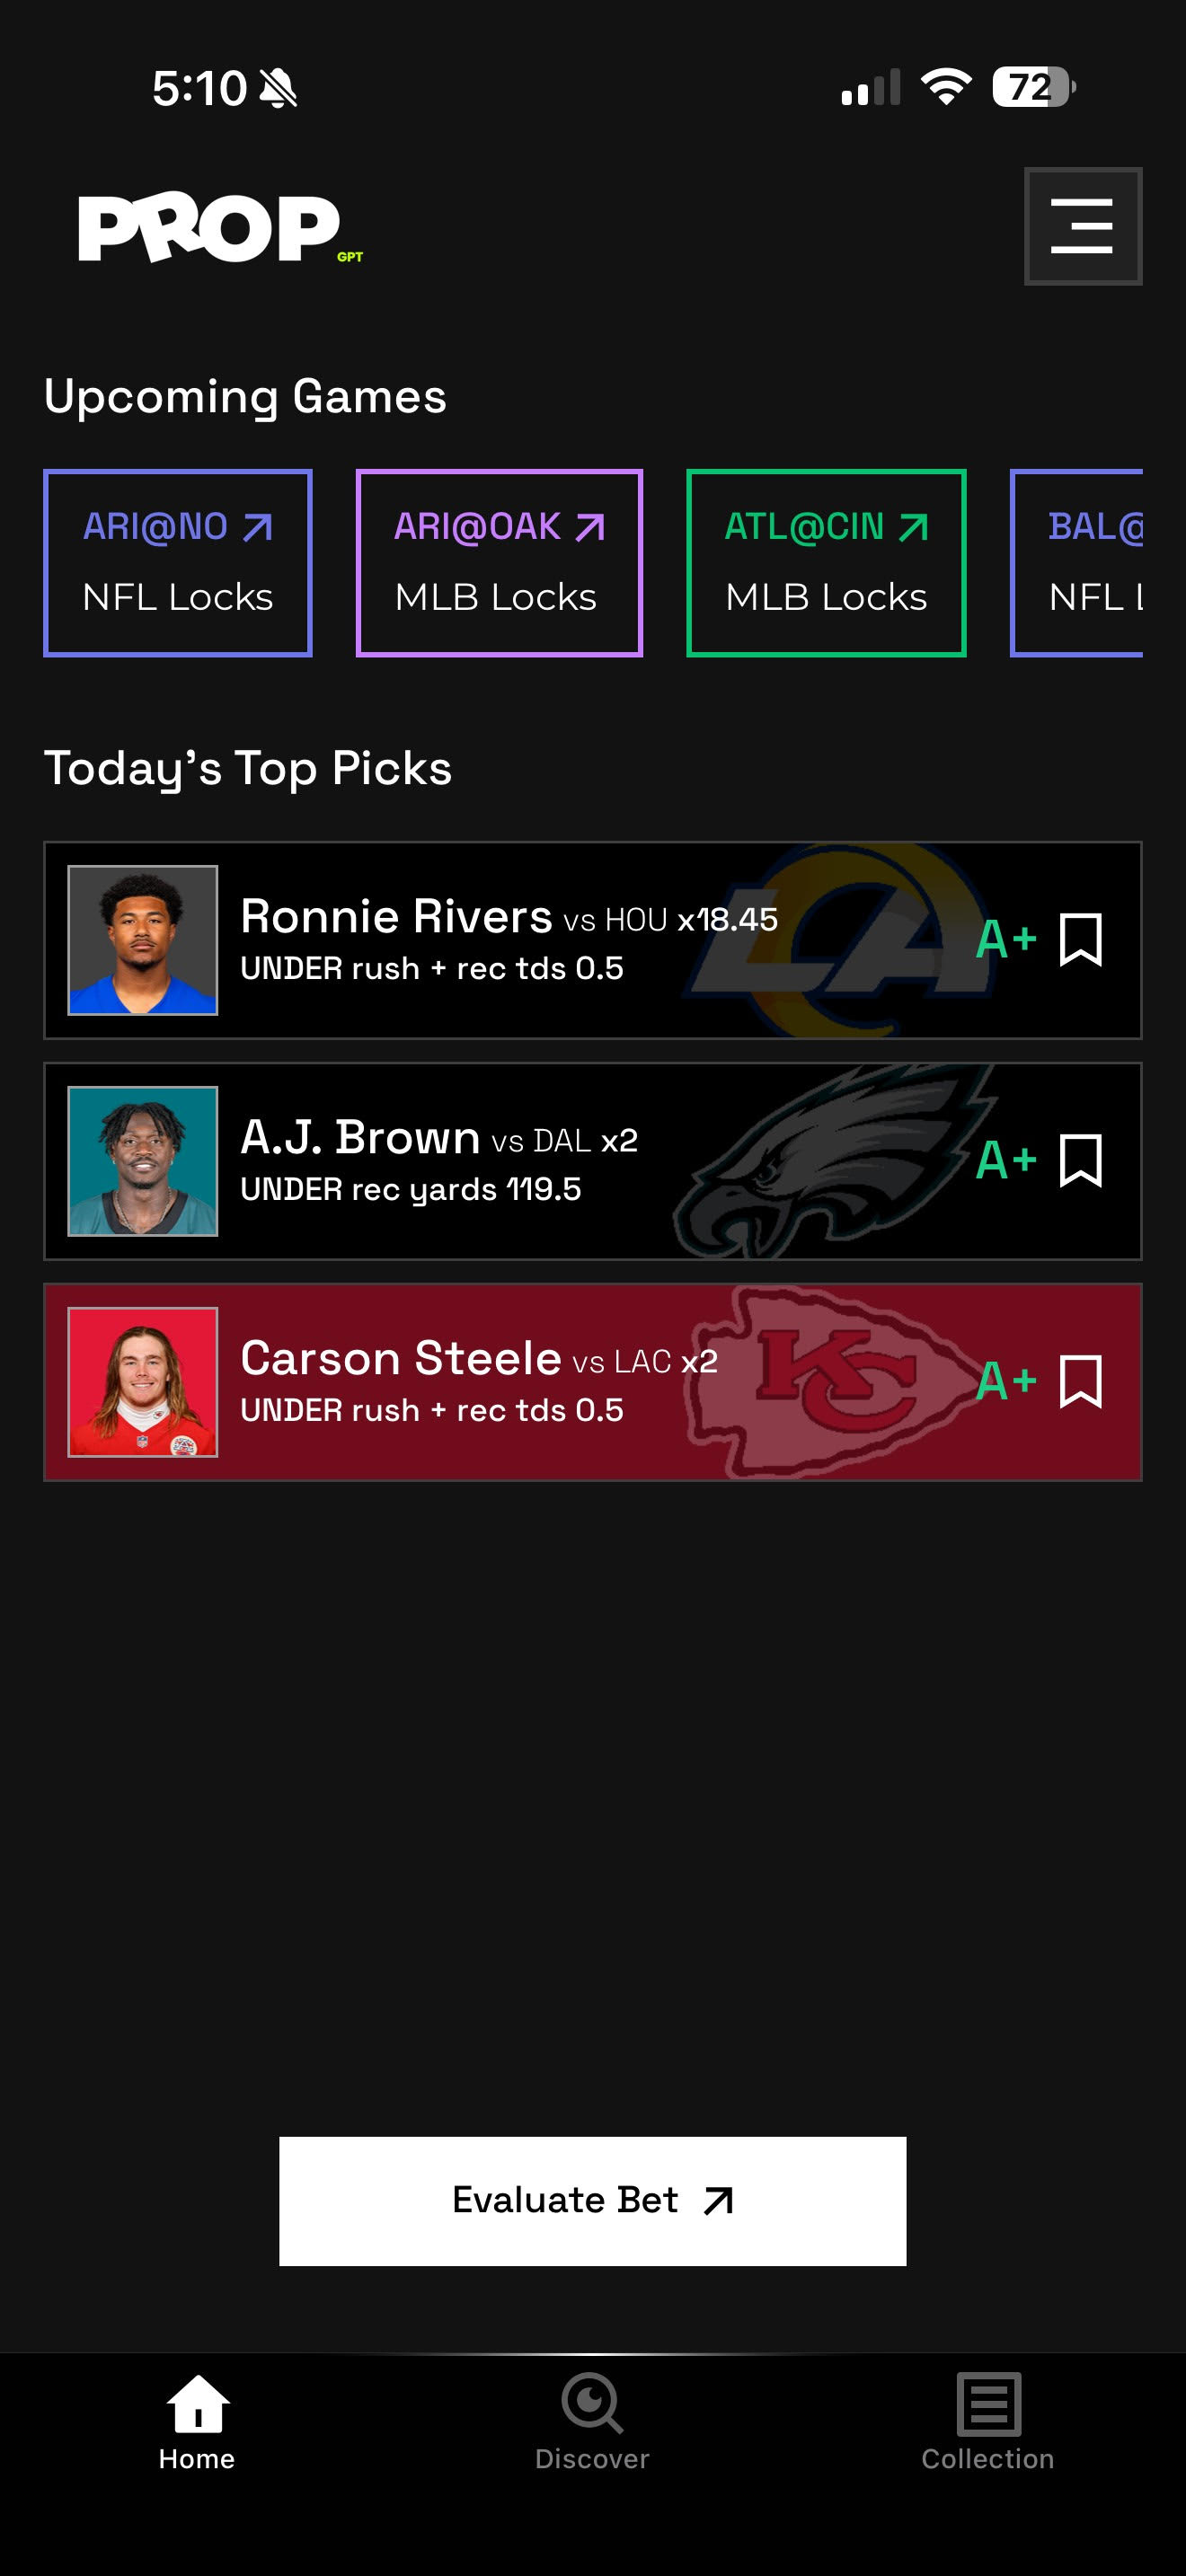 5:10
72
PROP
GPT
Upcoming Games
ARI@NO
NFL Locks
ARI@OAK
MLB Locks
ATL@CIN
MLB Locks
BAL@
NFL L
Today's Top Picks
Ronnie Rivers vs HOU x18.45
UNDER rush + rec tds 0.5
LA
A+
A.J. Brown vs DAL x2
UNDER rec yards 119.5
A+
Carson Steele vs LAC x2
UNDER rush + rec tds 0.5
KC
A+
Evaluate Bet
Home
Discover
Collection